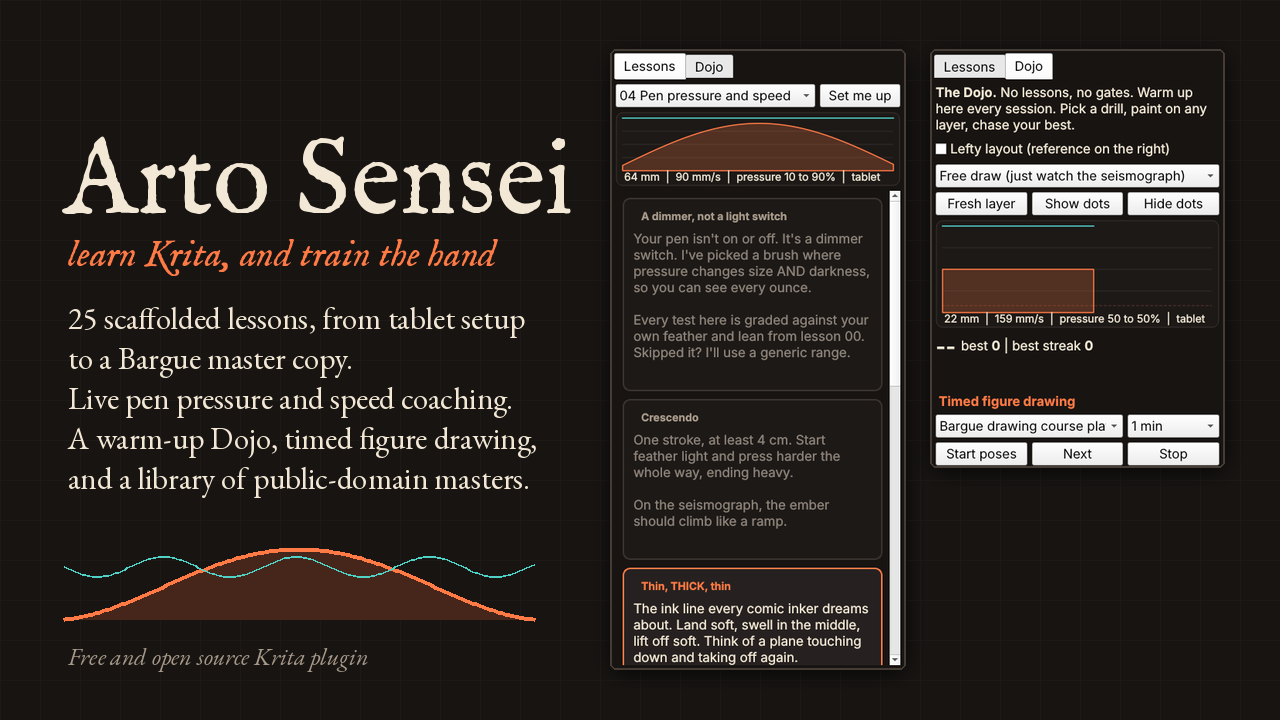 Arto Sensei
learn Krita, and train the hand
25 scaffolded lessons, from tablet setup
to a Bargue master copy.
Live pen pressure and speed coaching.
A warm-up Dojo, timed figure drawing,
and a library of public-domain masters.
Free and open source Krita plugin
Lessons Dojo
04 Pen pressure and speed Set me up
64 mm | 90 mm/s | pressure 10 to 90% | tablet
A dimmer, not a light switch
Your pen isn't on or off. It's a dimmer
switch. I've picked a brush where
pressure changes size AND darkness,
so you can see every ounce.
Every test here is graded against your
own feather and lean from lesson 00.
Skipped it? I'll use a generic range.
Crescendo
One stroke, at least 4 cm. Start
feather light and press harder the
whole way, ending heavy.
On the seismograph, the ember
should climb like a ramp.
Thin, THICK, thin
The ink line every comic inker dreams
about. Land soft, swell in the middle,
lift off soft. Think of a plane touching
down and taking off again.
Lessons Dojo
The Dojo. No lessons, no gates. Warm up
here every session. Pick a drill, paint on any
layer, chase your best.
Lefty layout (reference on the right)
Free draw (just watch the seismograph)
Fresh layer Show dots Hide dots
22 mm | 159 mm/s | pressure 50 to 50% | tablet
-- best 0 | best streak 0
Timed figure drawing
Bargue drawing course pla 1 min
Start poses Next Stop